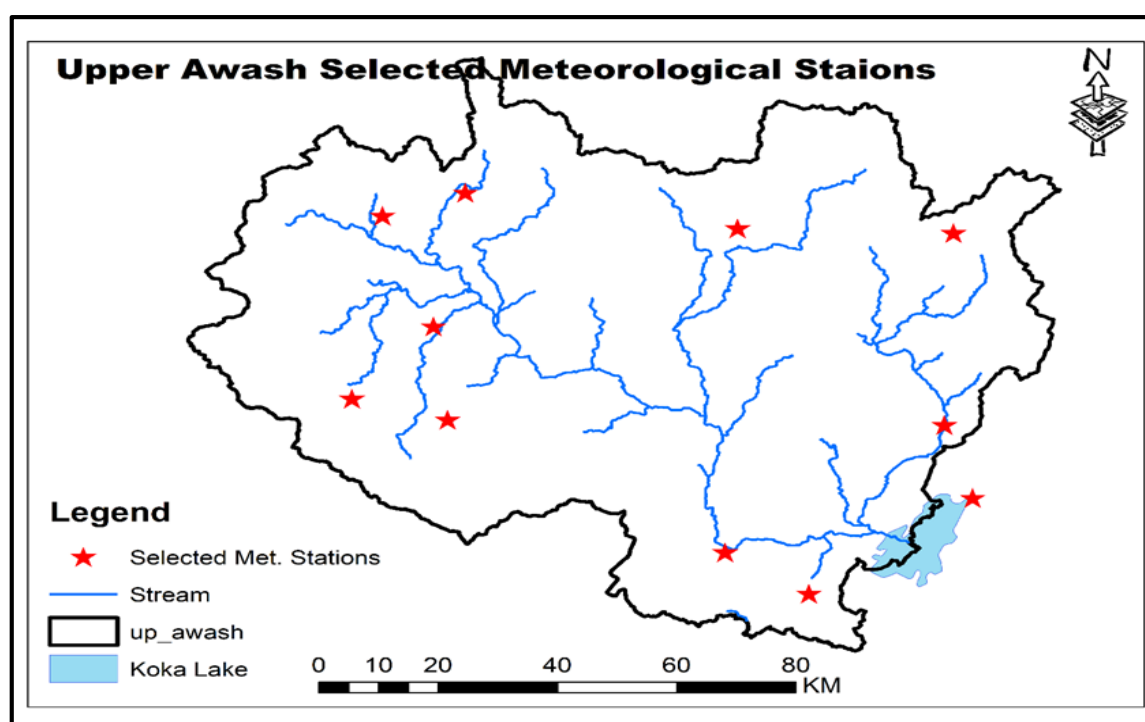 Upper Awash Selected Meteorological Staions
N
Legend
Selected Met. Stations
Stream
up_awash
Koka Lake
0 10 20 40 60 80
KM